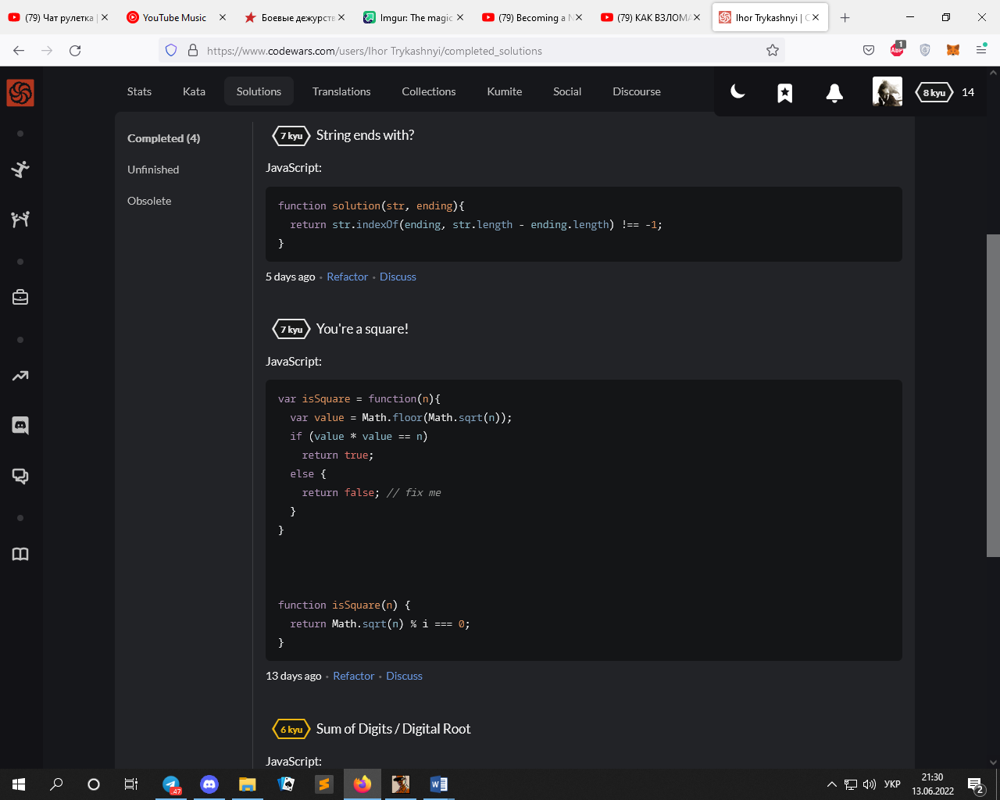 (79) Чат рулетка |
YouTube Music
Боевые дежурств
Imgur: The magic
(79) Becoming a N
(79) КАК ВЗЛОМА
Ihor Trykashnyi | C
https://www.codewars.com/users/Ihor Trykashnyi/completed_solutions
ABP
1
Stats
Kata
Solutions
Translations
Collections
Kumite
Social
Discourse
8 kyu
14
Completed (4)
Unfinished
Obsolete
7 kyu
String ends with?
JavaScript:
function solution(str, ending){
return str.indexOf(ending, str.length - ending.length) !== -1;
}
5 days ago • Refactor • Discuss
7 kyu
You're a square!
JavaScript:
var isSquare = function(n){
var value = Math.floor(Math.sqrt(n));
if (value * value == n)
return true;
else {
return false; // fix me
}
}
function isSquare(n) {
return Math.sqrt(n) % i === 0;
}
13 days ago • Refactor • Discuss
6 kyu
Sum of Digits / Digital Root
JavaScript:
47
УКР
21:30
13.06.2022
2